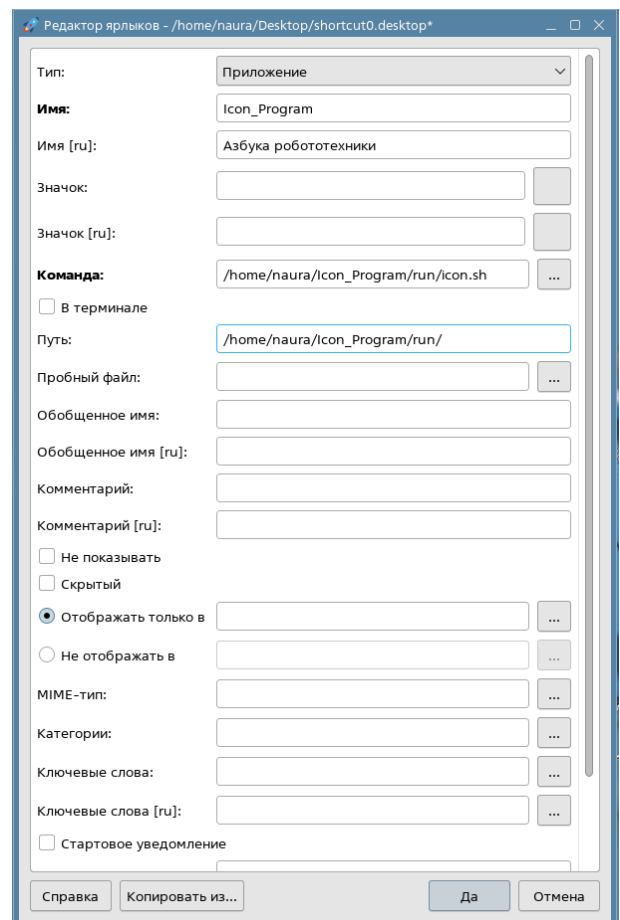 Редактор ярлыков - /home/naura/Desktop/shortcut0.desktop*
Тип: Приложение
Имя: Icon_Program
Имя [ru]: Азбука робототехники
Значок:
Значок [ru]:
Команда: /home/naura/Icon_Program/run/icon.sh ...
В терминале
Путь: /home/naura/Icon_Program/run/
Пробный файл: ...
Обобщенное имя:
Обобщенное имя [ru]:
Комментарий:
Комментарий [ru]:
Не показывать
Скрытый
Отображать только в ...
Не отображать в ...
MIME-тип: ...
Категории: ...
Ключевые слова: ...
Ключевые слова [ru]: ...
Стартовое уведомление
Справка Копировать из... Да Отмена